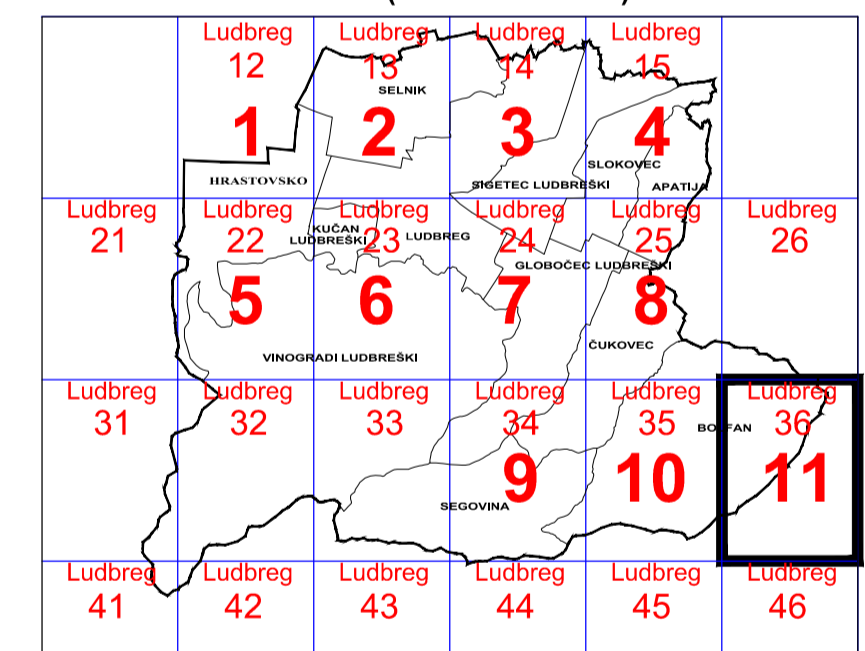 Ludbreg
12
Ludbreg
13
Ludbreg
14
Ludbreg
15
SELNIK
1
2
3
4
SLOKOVEC
HRASTOVSKO
SIGETEC LUDBREŠKI
APATIJA
Ludbreg
21
Ludbreg
22
Ludbreg
23
Ludbreg
24
Ludbreg
25
Ludbreg
26
KUČAN
LUDBREŠKI
LUDBREG
GLOBOČEC LUDBREŠKI
5
6
7
8
ČUKOVEC
VINOGRADI LUDBREŠKI
Ludbreg
31
Ludbreg
32
Ludbreg
33
Ludbreg
34
Ludbreg
35
Ludbreg
36
9
10
11
SEGOVINA
Ludbreg
41
Ludbreg
42
Ludbreg
43
Ludbreg
44
Ludbreg
45
Ludbreg
46